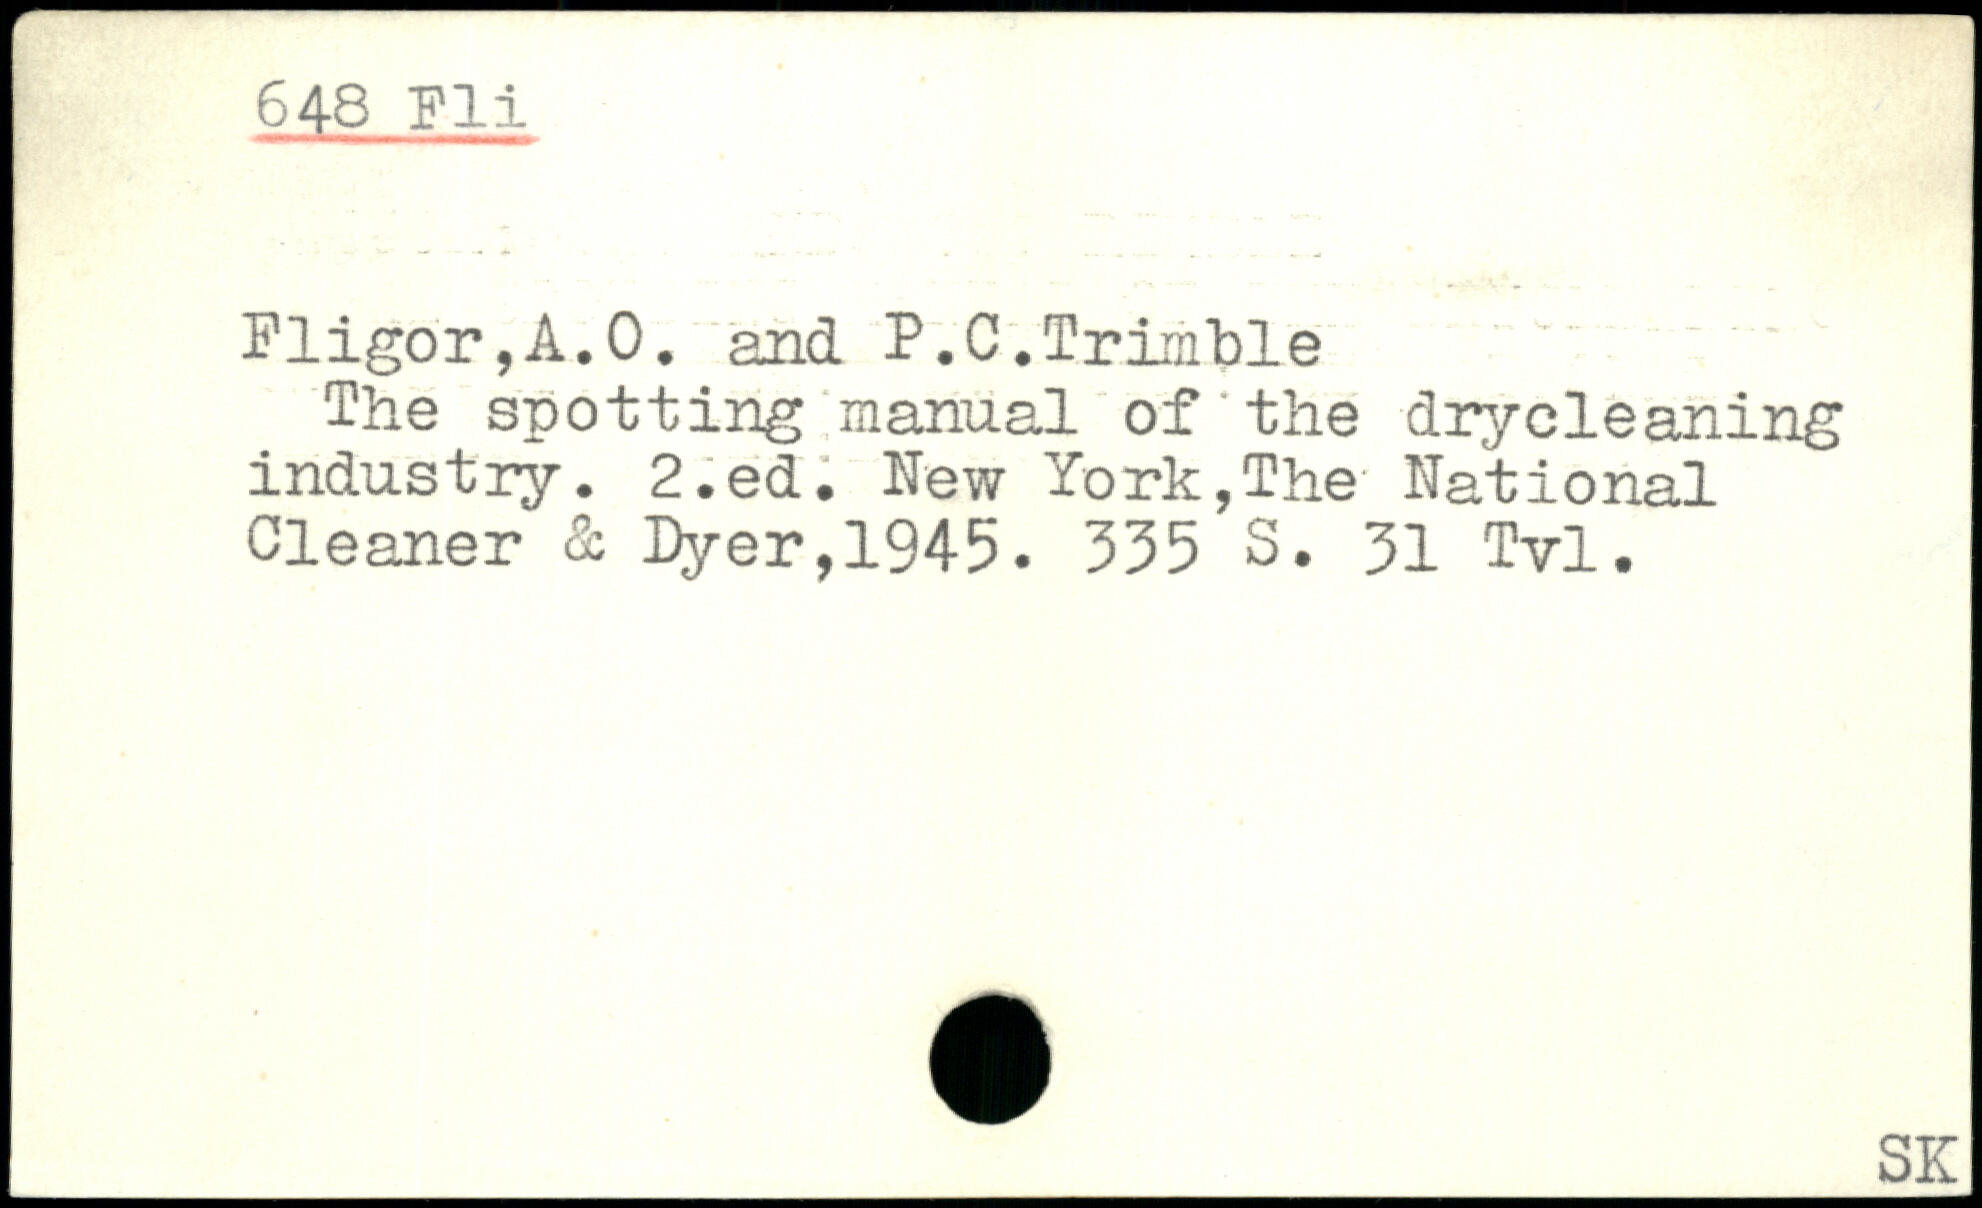 648 Fli
Fligor,A.O. and P.C.Trimble
The spotting manual of the drycleaning
industry. 2.ed. New York,The National
Cleaner & Dyer,1945. 335 S. 31 Tvl.
SK